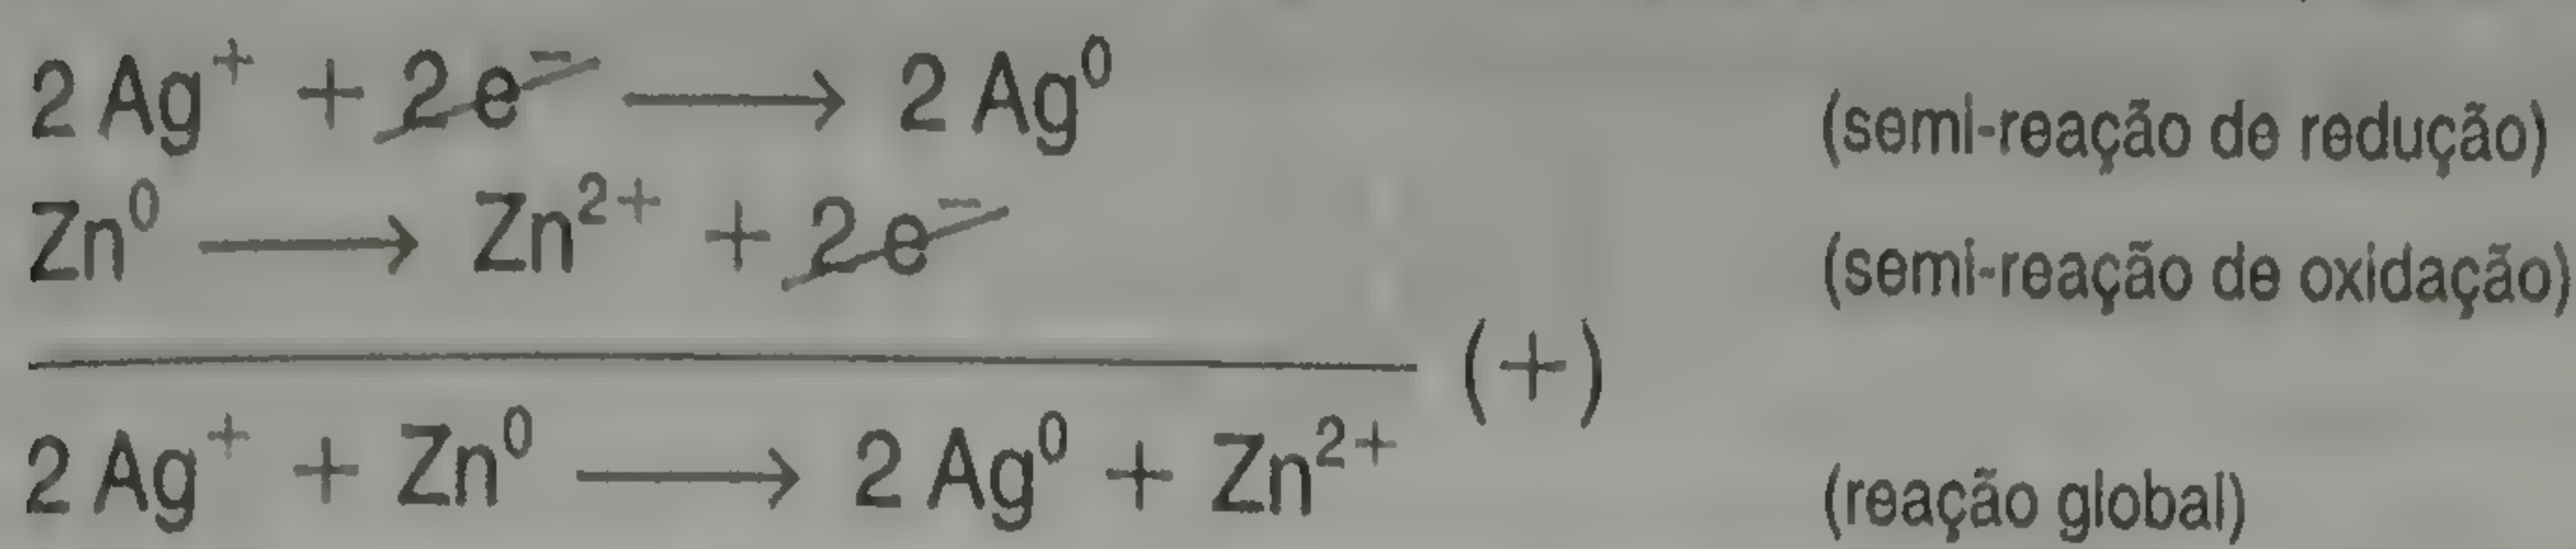 2 Ag⁺ + 2 e⁻ ⟶ 2 Ag⁰ (semi-reação de redução)
Zn⁰ ⟶ Zn²⁺ + 2 e⁻ (semi-reação de oxidação)
(+)
2 Ag⁺ + Zn⁰ ⟶ 2 Ag⁰ + Zn²⁺ (reação global)